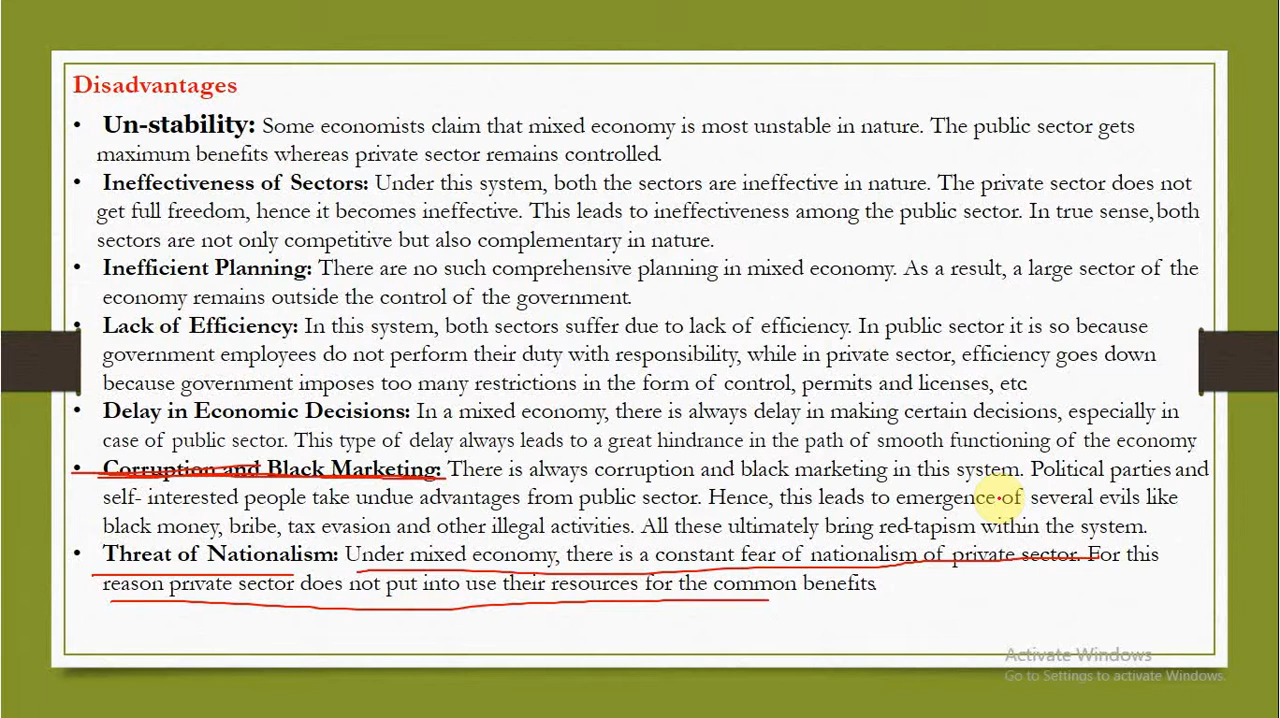 Disadvantages
• Un-stability: Some economists claim that mixed economy is most unstable in nature. The public sector gets
maximum benefits whereas private sector remains controlled.
• Ineffectiveness of Sectors: Under this system, both the sectors are ineffective in nature. The private sector does not
get full freedom, hence it becomes ineffective. This leads to ineffectiveness among the public sector. In true sense, both
sectors are not only competitive but also complementary in nature.
• Inefficient Planning: There are no such comprehensive planning in mixed economy. As a result, a large sector of the
economy remains outside the control of the government.
• Lack of Efficiency: In this system, both sectors suffer due to lack of efficiency. In public sector it is so because
government employees do not perform their duty with responsibility, while in private sector, efficiency goes down
because government imposes too many restrictions in the form of control, permits and licenses, etc.
• Delay in Economic Decisions: In a mixed economy, there is always delay in making certain decisions, especially in
case of public sector. This type of delay always leads to a great hindrance in the path of smooth functioning of the economy
• Corruption and Black Marketing: There is always corruption and black marketing in this system. Political parties and
self- interested people take undue advantages from public sector. Hence, this leads to emergence of several evils like
black money, bribe, tax evasion and other illegal activities. All these ultimately bring red-tapism within the system.
• Threat of Nationalism: Under mixed economy, there is a constant fear of nationalism of private sector. For this
reason private sector does not put into use their resources for the common benefits.
Activate Windows
Go to Settings to activate Windows.